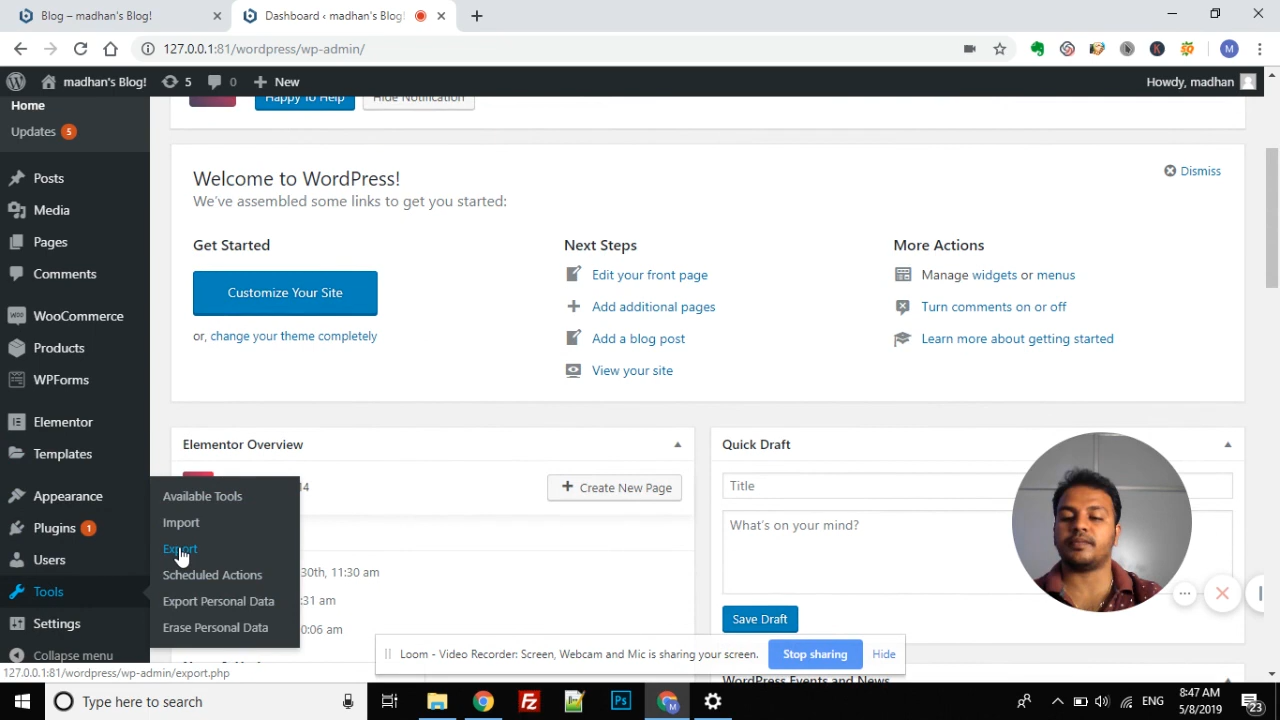 Blog – madhan's Blog!
Dashboard ‹ madhan's Blog!
127.0.0.1:81/wordpress/wp-admin/
M
madhan's Blog!
5
0
New
Howdy, madhan
Home
Updates 5
Posts
Media
Pages
Comments
WooCommerce
Products
WPForms
Elementor
Templates
Appearance
Plugins 1
Users
Tools
Settings
Collapse menu
Available Tools
Import
Export
Scheduled Actions
Export Personal Data
Erase Personal Data
Happy To Help
Hide Notification
Welcome to WordPress!
We've assembled some links to get you started:
Dismiss
Get Started
Customize Your Site
or, change your theme completely
Next Steps
Edit your front page
Add additional pages
Add a blog post
View your site
More Actions
Manage widgets or menus
Turn comments on or off
Learn more about getting started
Elementor Overview
14
Create New Page
30th, 11:30 am
:31 am
0:06 am
Quick Draft
Title
What's on your mind?
Save Draft
WordPress Events and News
Loom – Video Recorder: Screen, Webcam and Mic is sharing your screen.
Stop sharing
Hide
127.0.0.1:81/wordpress/wp-admin/export.php
Type here to search
ENG
8:47 AM
5/8/2019
23